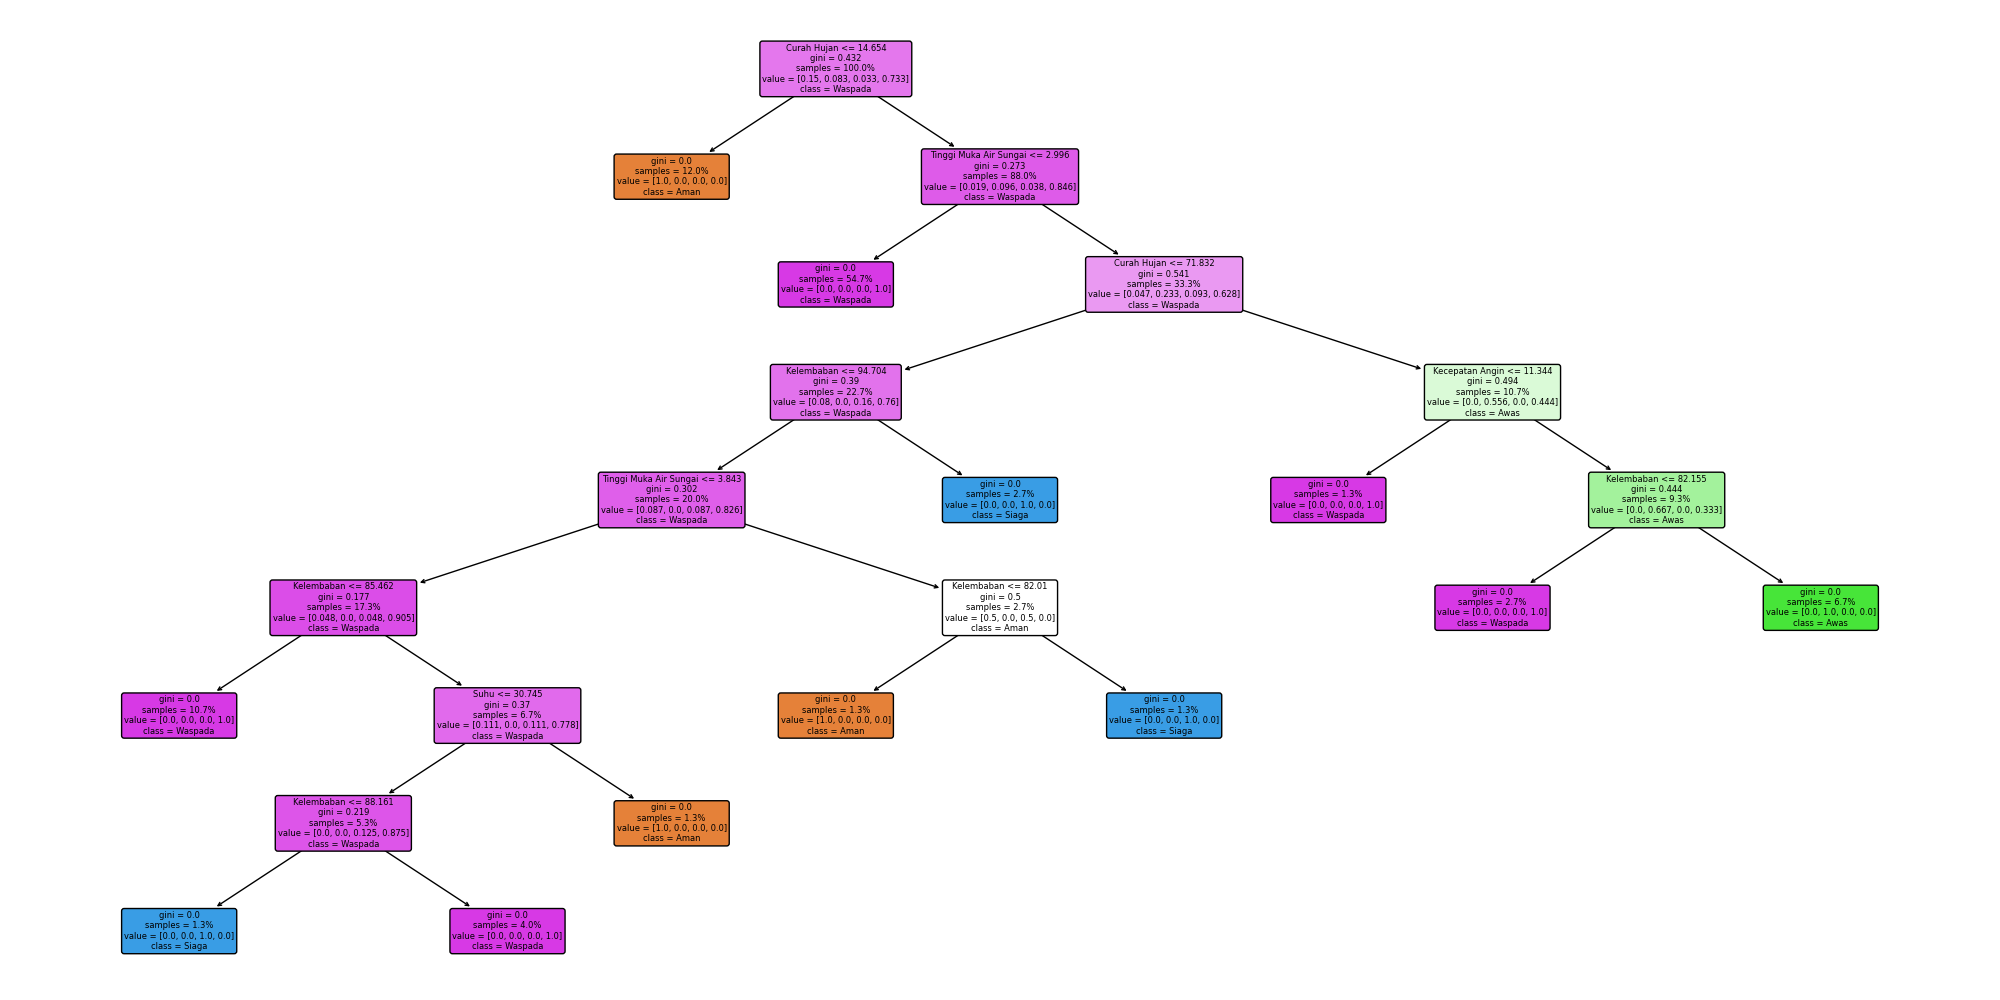 Curah Hujan <= 14.654
gini = 0.432
samples = 100.0%
value = [0.15, 0.083, 0.033, 0.733]
class = Waspada
gini = 0.0
samples = 12.0%
value = [1.0, 0.0, 0.0, 0.0]
class = Aman
Tinggi Muka Air Sungai <= 2.996
gini = 0.273
samples = 88.0%
value = [0.019, 0.096, 0.038, 0.846]
class = Waspada
gini = 0.0
samples = 54.7%
value = [0.0, 0.0, 0.0, 1.0]
class = Waspada
Curah Hujan <= 71.832
gini = 0.541
samples = 33.3%
value = [0.047, 0.233, 0.093, 0.628]
class = Waspada
Kelembaban <= 94.704
gini = 0.39
samples = 22.7%
value = [0.08, 0.0, 0.16, 0.76]
class = Waspada
Kecepatan Angin <= 11.344
gini = 0.494
samples = 10.7%
value = [0.0, 0.556, 0.0, 0.444]
class = Awas
Tinggi Muka Air Sungai <= 3.843
gini = 0.302
samples = 20.0%
value = [0.087, 0.0, 0.087, 0.826]
class = Waspada
gini = 0.0
samples = 2.7%
value = [0.0, 0.0, 1.0, 0.0]
class = Siaga
gini = 0.0
samples = 1.3%
value = [0.0, 0.0, 0.0, 1.0]
class = Waspada
Kelembaban <= 82.155
gini = 0.444
samples = 9.3%
value = [0.0, 0.667, 0.0, 0.333]
class = Awas
Kelembaban <= 85.462
gini = 0.177
samples = 17.3%
value = [0.048, 0.0, 0.048, 0.905]
class = Waspada
Kelembaban <= 82.01
gini = 0.5
samples = 2.7%
value = [0.5, 0.0, 0.5, 0.0]
class = Aman
gini = 0.0
samples = 2.7%
value = [0.0, 0.0, 0.0, 1.0]
class = Waspada
gini = 0.0
samples = 6.7%
value = [0.0, 1.0, 0.0, 0.0]
class = Awas
gini = 0.0
samples = 10.7%
value = [0.0, 0.0, 0.0, 1.0]
class = Waspada
Suhu <= 30.745
gini = 0.37
samples = 6.7%
value = [0.111, 0.0, 0.111, 0.778]
class = Waspada
gini = 0.0
samples = 1.3%
value = [1.0, 0.0, 0.0, 0.0]
class = Aman
gini = 0.0
samples = 1.3%
value = [0.0, 0.0, 1.0, 0.0]
class = Siaga
Kelembaban <= 88.161
gini = 0.219
samples = 5.3%
value = [0.0, 0.0, 0.125, 0.875]
class = Waspada
gini = 0.0
samples = 1.3%
value = [1.0, 0.0, 0.0, 0.0]
class = Aman
gini = 0.0
samples = 1.3%
value = [0.0, 0.0, 1.0, 0.0]
class = Siaga
gini = 0.0
samples = 4.0%
value = [0.0, 0.0, 0.0, 1.0]
class = Waspada